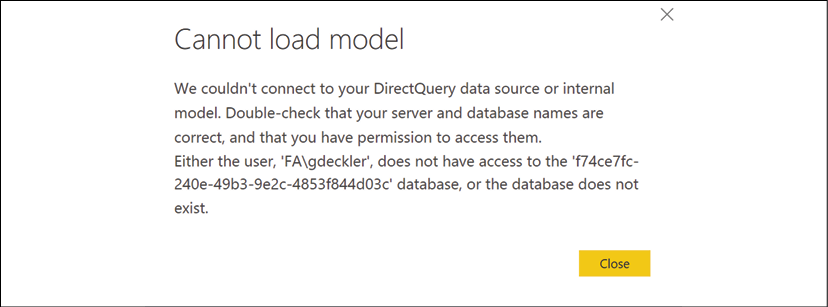 Cannot load model
We couldn't connect to your DirectQuery data source or internal
model. Double-check that your server and database names are
correct, and that you have permission to access them.
Either the user, 'FA\gdeckler', does not have access to the 'f74ce7fc-
240e-49b3-9e2c-4853f844d03c' database, or the database does not
exist.
Close